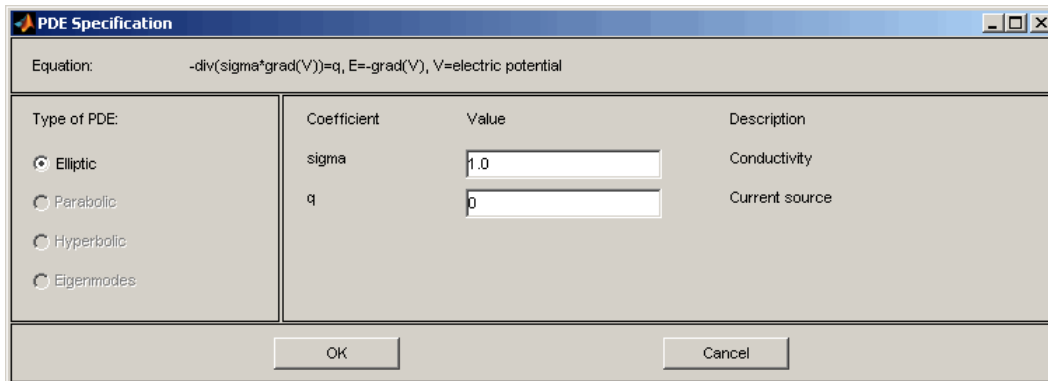 PDE Specification
Equation: -div(sigma*grad(V))=q, E=-grad(V), V=electric potential
Type of PDE:
Elliptic
Parabolic
Hyperbolic
Eigenmodes
Coefficient Value Description
sigma 1.0 Conductivity
q 0 Current source
OK Cancel